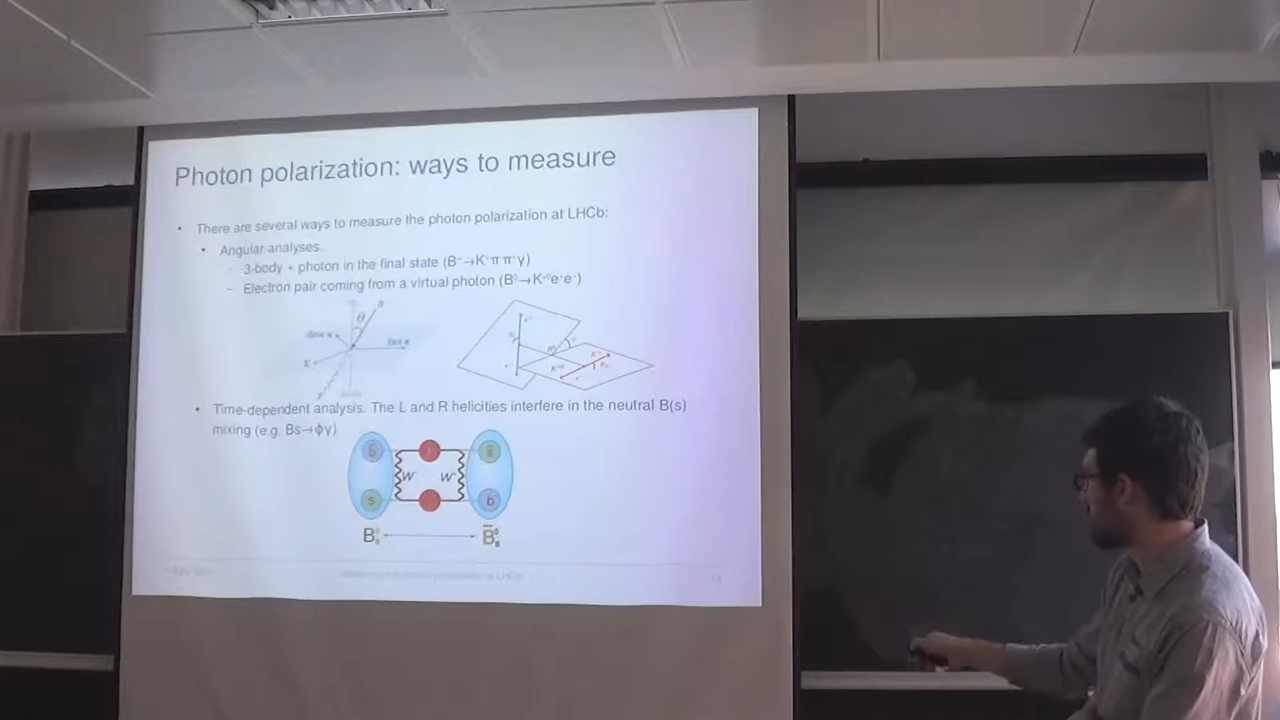 Photon polarization: ways to measure
• There are several ways to measure the photon polarization at LHCb:
• Angular analyses
– 3-body + photon in the final state (B⁺→K⁺π⁻π⁺γ)
– Electron pair coming from a virtual photon (B⁰→K*⁰e⁺e⁻)
θ
• Time-dependent analysis. The L and R helicities interfere in the neutral B(s)
mixing (e.g. Bs→ϕγ)
W W
s b
B⁰s B̄⁰s